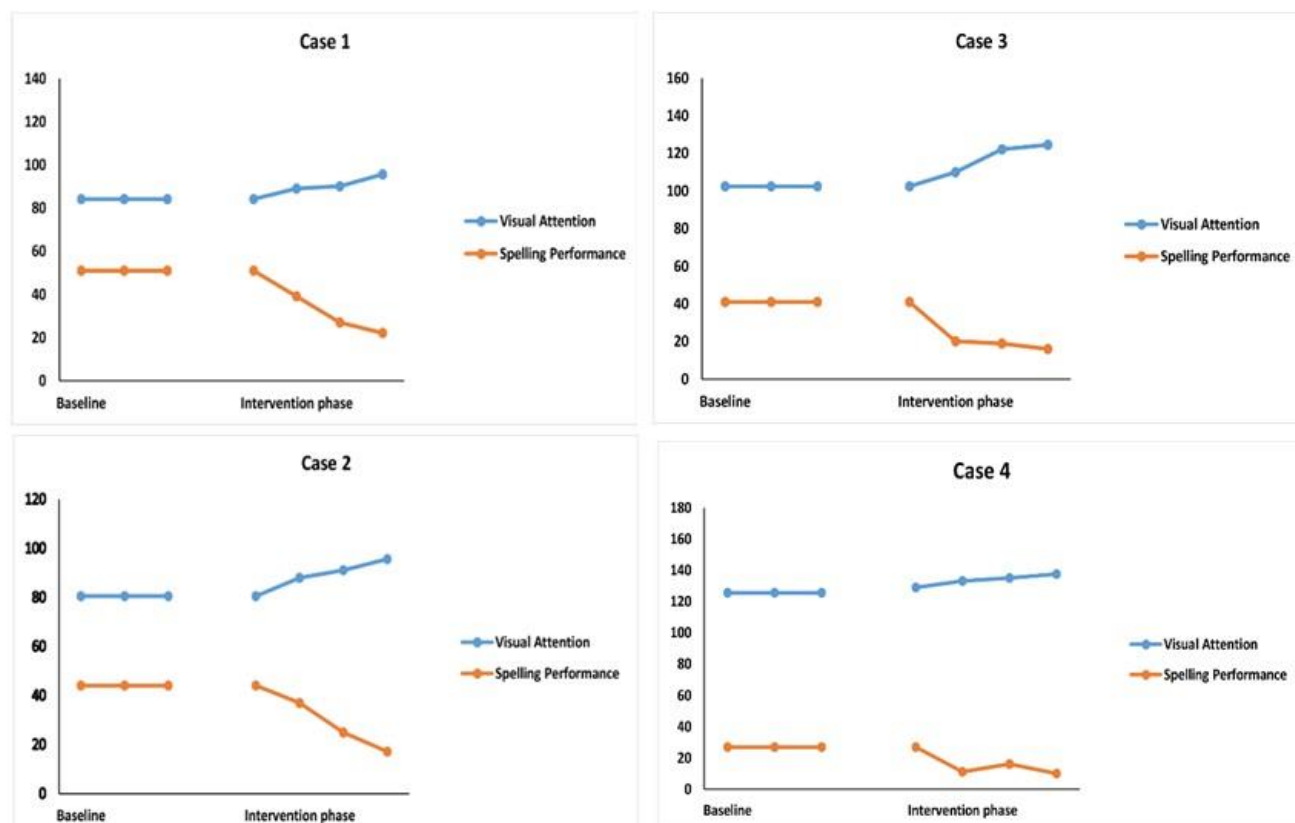 Case 1
140
120
100
80
60
40
20
0
Baseline Intervention phase
Visual Attention
Spelling Performance
Case 3
160
140
120
100
80
60
40
20
0
Baseline Intervention phase
Visual Attention
Spelling Performance
Case 2
120
100
80
60
40
20
0
Baseline Intervention phase
Visual Attention
Spelling Performance
Case 4
180
160
140
120
100
80
60
40
20
0
Baseline Intervention phase
Visual Attention
Spelling Performance